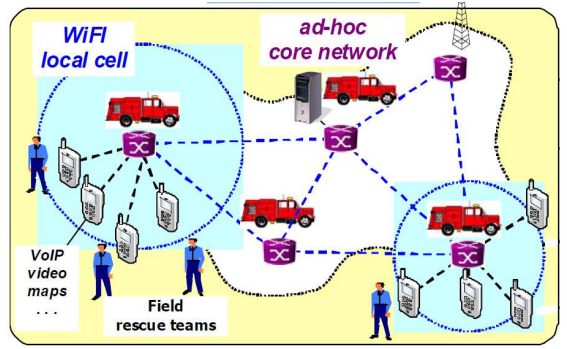 WiFI
local cell
ad-hoc
core network
VoIP
video
maps
. . .
Field
rescue teams